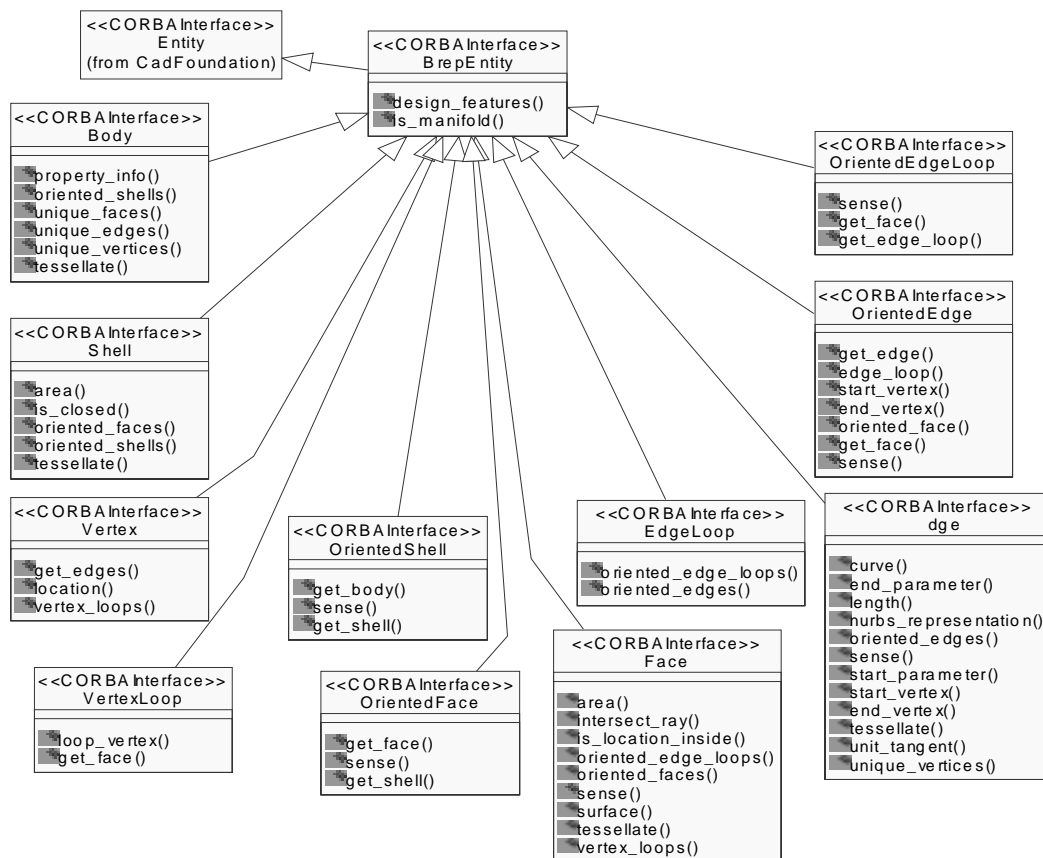 <<CORBAInterface>>
Entity
(from CadFoundation)
<<CORBAInterface>>
BrepEntity
design_features()
is_manifold()
<<CORBAInterface>>
Body
property_info()
oriented_shells()
unique_faces()
unique_edges()
unique_vertices()
tessellate()
<<CORBAInterface>>
OrientedEdgeLoop
sense()
get_face()
get_edge_loop()
<<CORBAInterface>>
OrientedEdge
get_edge()
edge_loop()
start_vertex()
end_vertex()
oriented_face()
get_face()
sense()
<<CORBAInterface>>
Shell
area()
is_closed()
oriented_faces()
oriented_shells()
tessellate()
<<CORBAInterface>>
Vertex
get_edges()
location()
vertex_loops()
<<CORBAInterface>>
OrientedShell
get_body()
sense()
get_shell()
<<CORBAInterface>>
EdgeLoop
oriented_edge_loops()
oriented_edges()
<<CORBAInterface>>
dge
curve()
end_parameter()
length()
nurbs_representation()
oriented_edges()
sense()
start_parameter()
start_vertex()
end_vertex()
tessellate()
unit_tangent()
unique_vertices()
<<CORBAInterface>>
VertexLoop
loop_vertex()
get_face()
<<CORBAInterface>>
OrientedFace
get_face()
sense()
get_shell()
<<CORBAInterface>>
Face
area()
intersect_ray()
is_location_inside()
oriented_edge_loops()
oriented_faces()
sense()
surface()
tessellate()
vertex_loops()